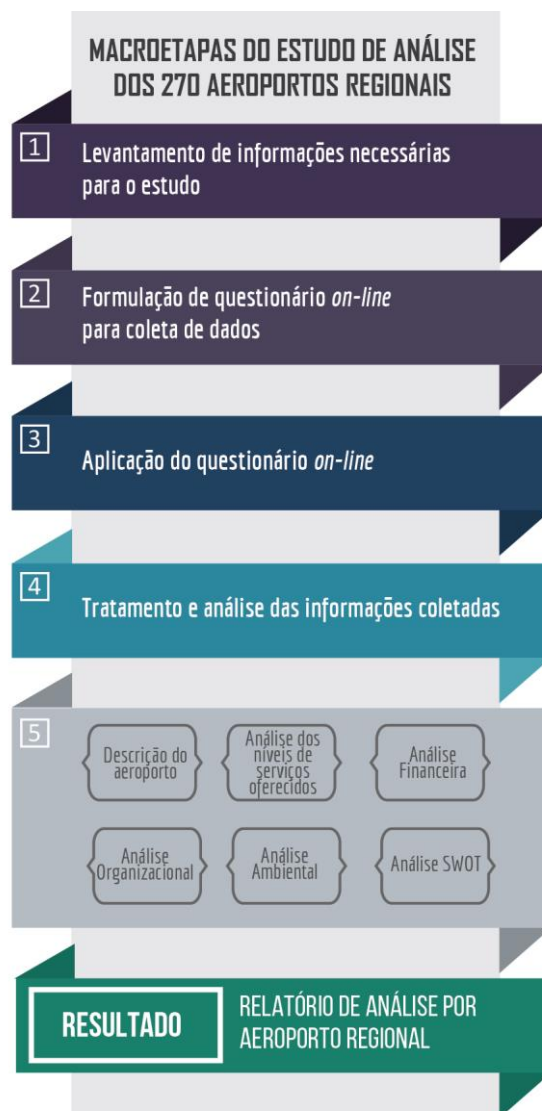 MACROETAPAS DO ESTUDO DE ANÁLISE
DOS 270 AEROPORTOS REGIONAIS
1
Levantamento de informações necessárias
para o estudo
2
Formulação de questionário on-line
para coleta de dados
3
Aplicação do questionário on-line
4
Tratamento e análise das informações coletadas
5
Descrição do
aeroporto
Análise dos
níveis de
serviços
oferecidos
Análise
Financeira
Análise
Organizacional
Análise
Ambiental
Análise SWOT
RESULTADO
RELATÓRIO DE ANÁLISE POR
AEROPORTO REGIONAL